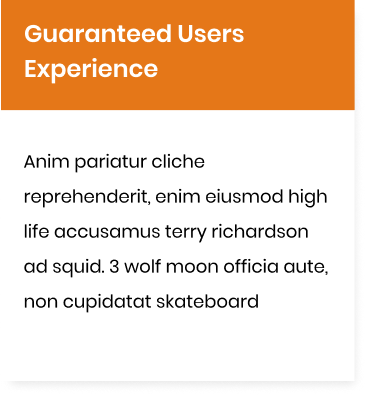 Guaranteed Users
Experience
Anim pariatur cliche
reprehenderit, enim eiusmod high
life accusamus terry richardson
ad squid. 3 wolf moon officia aute,
non cupidatat skateboard